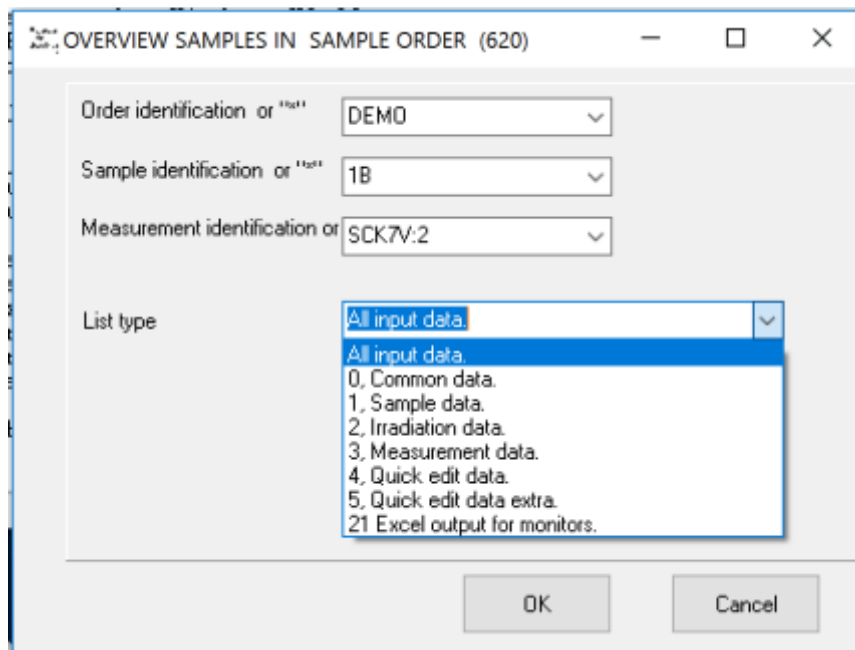 OVERVIEW SAMPLES IN SAMPLE ORDER (620)
Order identification or "*"
DEMO
Sample identification or "*"
1B
Measurement identification or
SCK7V:2
List type
All input data.
All input data.
0, Common data.
1, Sample data.
2, Irradiation data.
3, Measurement data.
4, Quick edit data.
5, Quick edit data extra.
21 Excel output for monitors.
OK
Cancel